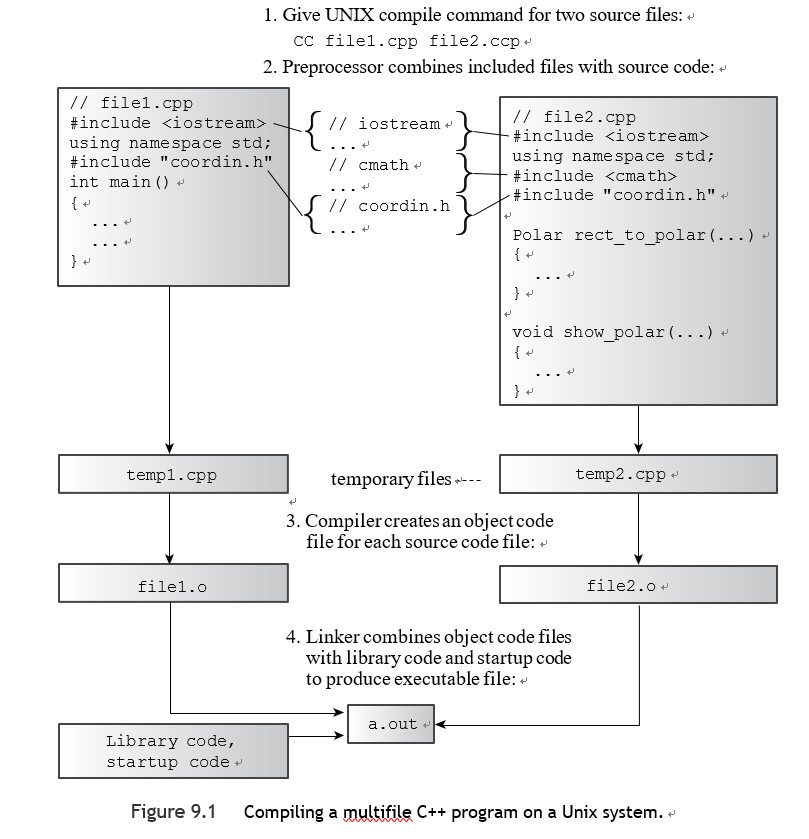 1. Give UNIX compile command for two source files:
CC file1.cpp file2.ccp
2. Preprocessor combines included files with source code:
// file1.cpp
#include <iostream>
using namespace std;
#include "coordin.h"
int main()
{
...
...
}
// iostream
...
// cmath
...
// coordin.h
...
// file2.cpp
#include <iostream>
using namespace std;
#include <cmath>
#include "coordin.h"
Polar rect_to_polar(...)
{
...
}
void show_polar(...)
{
...
}
temp1.cpp
temporary files ---
temp2.cpp
3. Compiler creates an object code
file for each source code file:
file1.o
file2.o
4. Linker combines object code files
with library code and startup code
to produce executable file:
a.out
Library code,
startup code
Figure 9.1 Compiling a multifile C++ program on a Unix system.